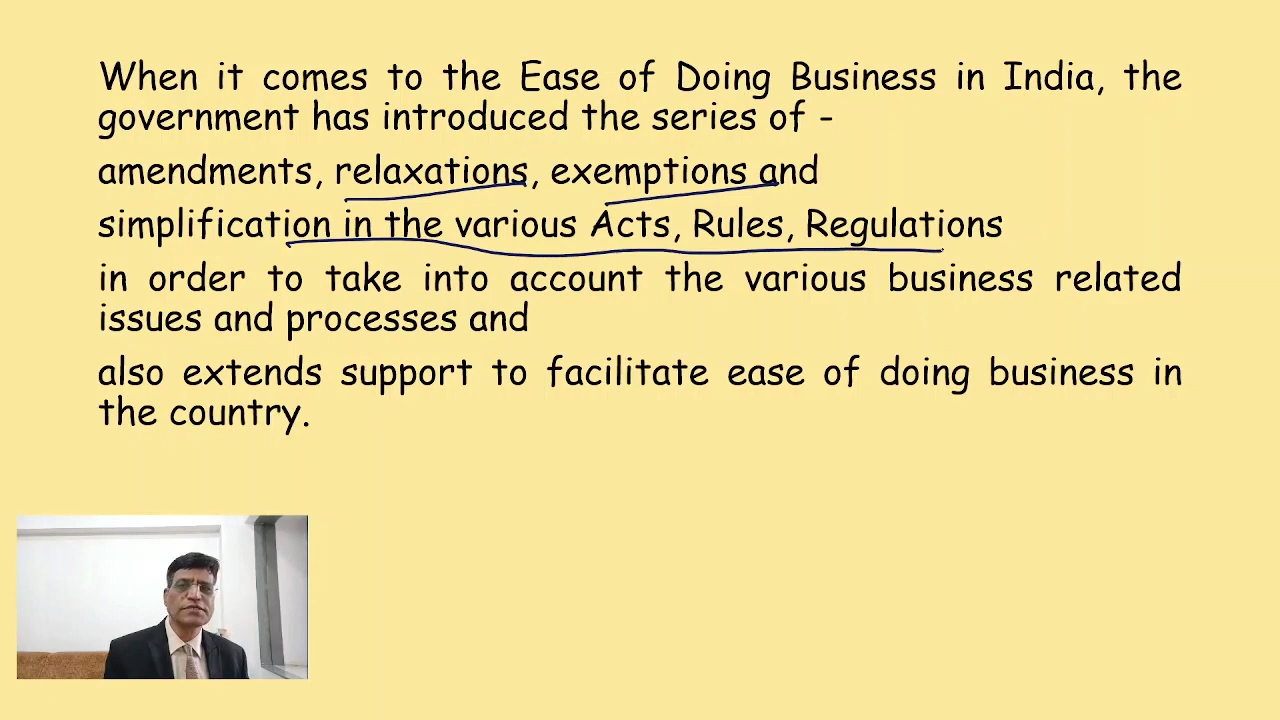 When it comes to the Ease of Doing Business in India, the
government has introduced the series of -
amendments, relaxations, exemptions and
simplification in the various Acts, Rules, Regulations
in order to take into account the various business related
issues and processes and
also extends support to facilitate ease of doing business in
the country.